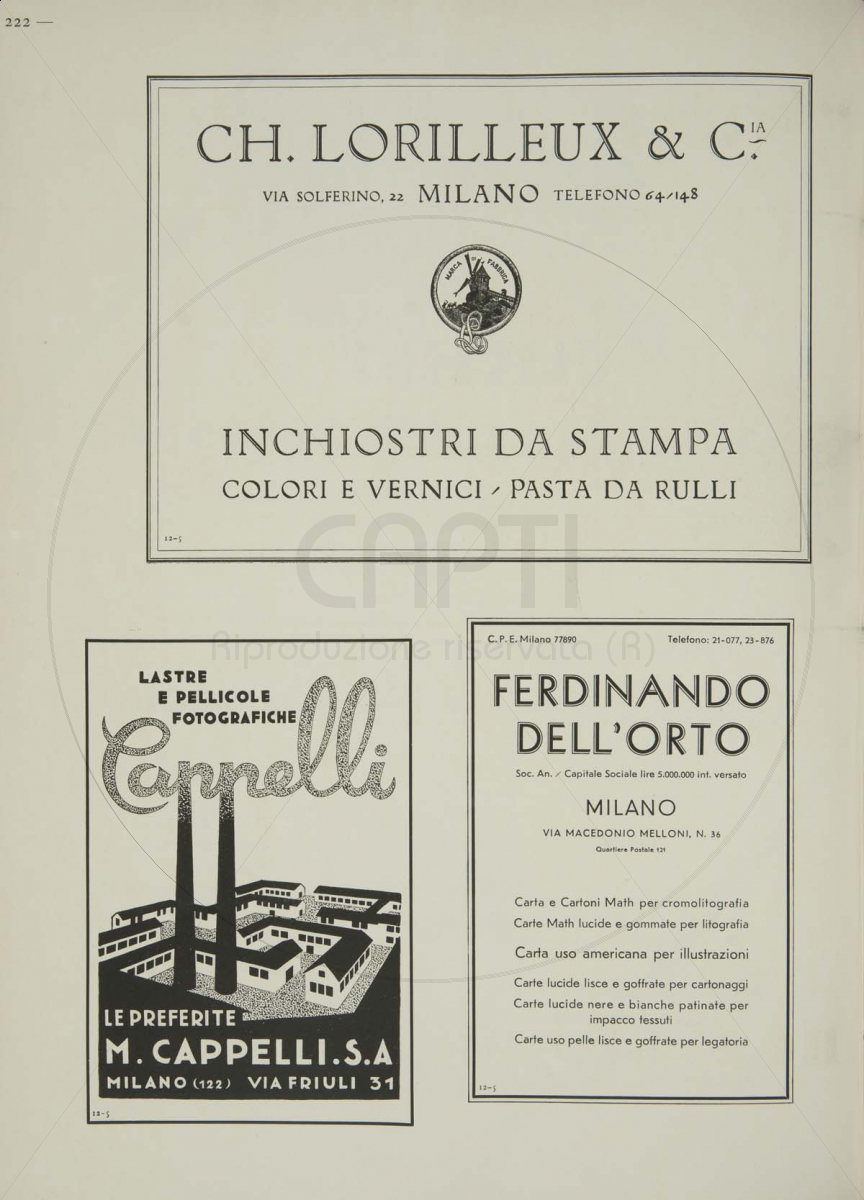 222 —
CH. LORILLEUX & C.IA
VIA SOLFERINO, 22 MILANO TELEFONO 64/148
MARCA DI FABBRICA
INCHIOSTRI DA STAMPA
COLORI E VERNICI / PASTA DA RULLI
12-5
CAPTI
Riproduzione riservata (R)
LASTRE
E PELLICOLE
FOTOGRAFICHE
Cappelli
LE PREFERITE
M. CAPPELLI.S.A
MILANO (122) VIA FRIULI 31
12-5
C. P. E. Milano 77890 Telefono: 21-077, 23-876
FERDINANDO
DELL'ORTO
Soc. An. / Capitale Sociale lire 5.000.000 int. versato
MILANO
VIA MACEDONIO MELLONI, N. 36
Quartiere Postale 121
Carta e Cartoni Math per cromolitografia
Carte Math lucide e gommate per litografia
Carta uso americana per illustrazioni
Carte lucide lisce e goffrate per cartonaggi
Carte lucide nere e bianche patinate per
impacco tessuti
Carte uso pelle lisce e goffrate per legatoria
12-5